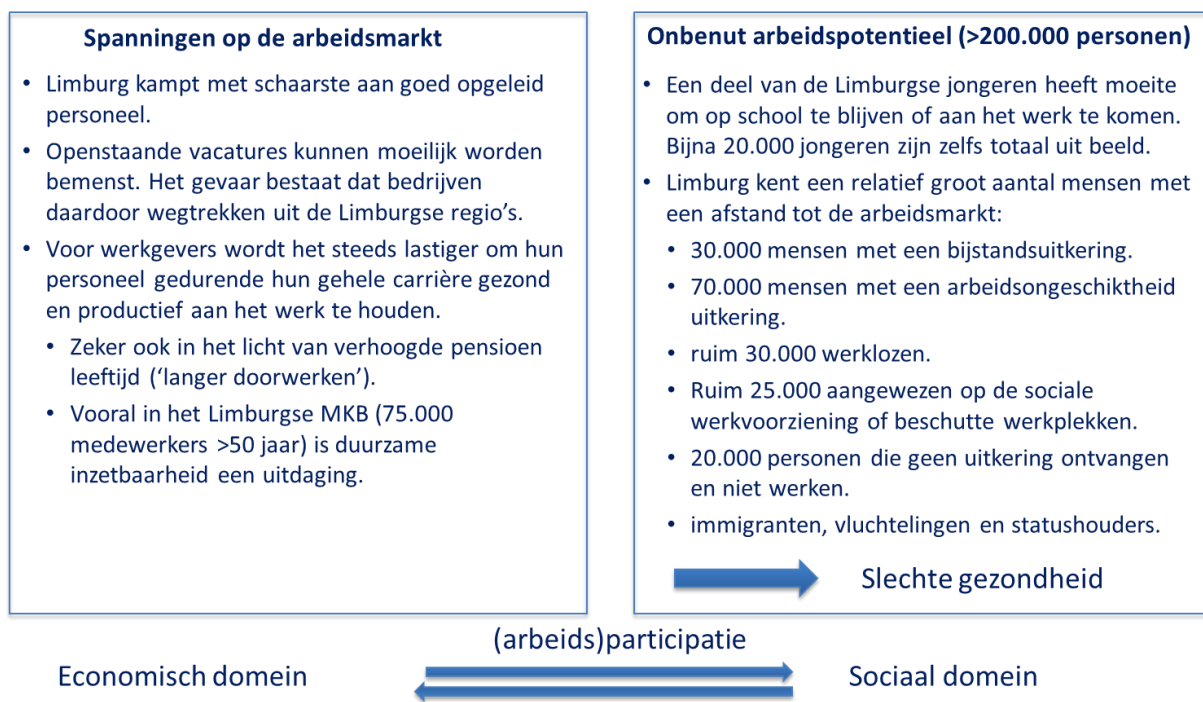 Spanningen op de arbeidsmarkt
• Limburg kampt met schaarste aan goed opgeleid
personeel.
• Openstaande vacatures kunnen moeilijk worden
bemenst. Het gevaar bestaat dat bedrijven
daardoor wegtrekken uit de Limburgse regio’s.
• Voor werkgevers wordt het steeds lastiger om hun
personeel gedurende hun gehele carrière gezond
en productief aan het werk te houden.
• Zeker ook in het licht van verhoogde pensioen
leeftijd (‘langer doorwerken’).
• Vooral in het Limburgse MKB (75.000
medewerkers >50 jaar) is duurzame
inzetbaarheid een uitdaging.
Onbenut arbeidspotentieel (>200.000 personen)
• Een deel van de Limburgse jongeren heeft moeite
om op school te blijven of aan het werk te komen.
Bijna 20.000 jongeren zijn zelfs totaal uit beeld.
• Limburg kent een relatief groot aantal mensen met
een afstand tot de arbeidsmarkt:
• 30.000 mensen met een bijstandsuitkering.
• 70.000 mensen met een arbeidsongeschiktheid
uitkering.
• ruim 30.000 werklozen.
• Ruim 25.000 aangewezen op de sociale
werkvoorziening of beschutte werkplekken.
• 20.000 personen die geen uitkering ontvangen
en niet werken.
• immigranten, vluchtelingen en statushouders.
Slechte gezondheid
(arbeids)participatie
Economisch domein
Sociaal domein